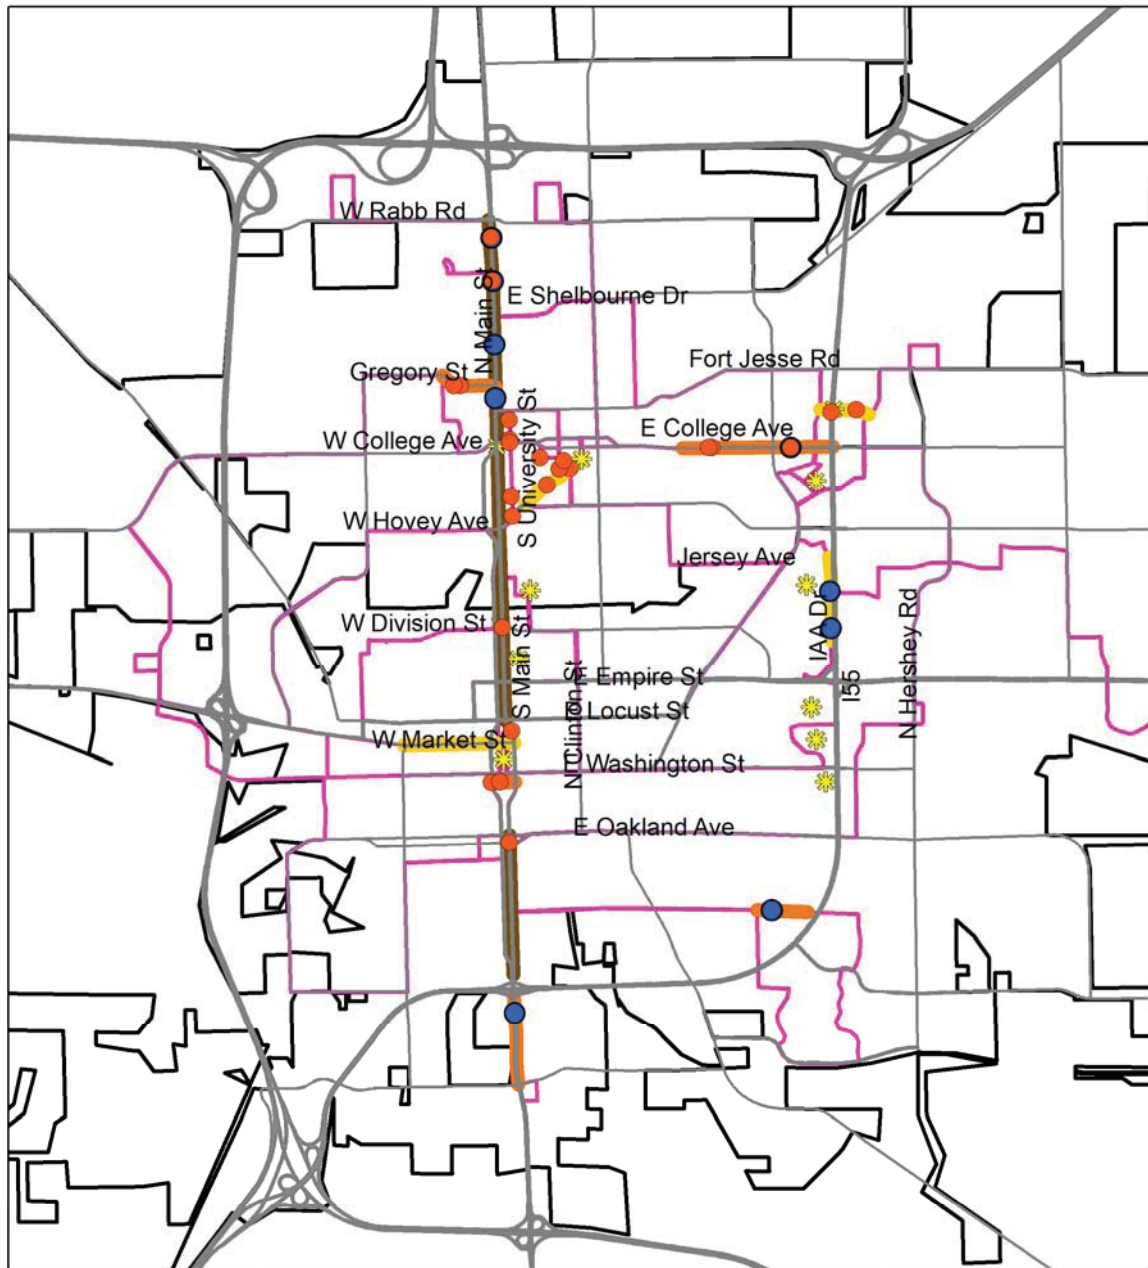 W Rabb Rd
E Shelbourne Dr
N Main St
Fort Jesse Rd
Gregory St
E College Ave
W College Ave
S University St
W Hovey Ave
Jersey Ave
W Division St
IAA Dr
N Hershey Rd
S Main St
E Empire St
I55
Locust St
N Clinton St
W Market St
Washington St
E Oakland Ave